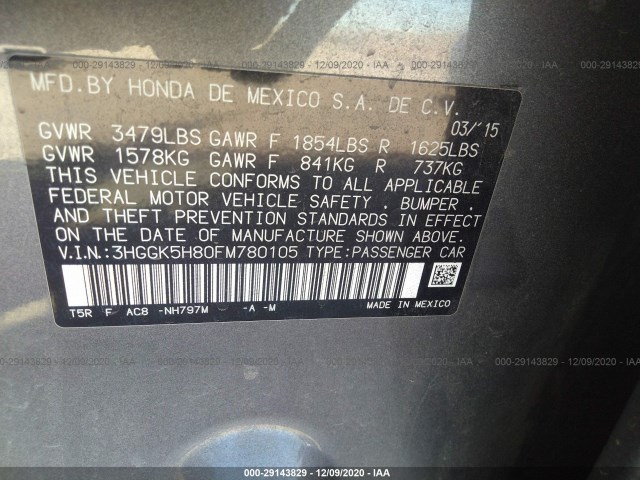 MFD.BY HONDA DE MEXICO S.A. DE C.V.
03/'15
GVWR 3479LBS GAWR F 1854LBS R 1625LBS
GVWR 1578KG GAWR F 841KG R 737KG
THIS VEHICLE CONFORMS TO ALL APPLICABLE
FEDERAL MOTOR VEHICLE SAFETY . BUMPER .
AND THEFT PREVENTION STANDARDS IN EFFECT
ON THE DATE OF MANUFACTURE SHOWN ABOVE.
V.I.N:3HGGK5H80FM780105 TYPE:PASSENGER CAR
T5R F AC8 -NH797M -A -M
MADE IN MEXICO
000-29143829 / 12/09/2020 - IAA